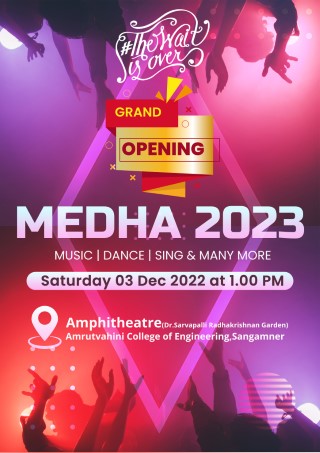 #The Wait
is over
GRAND
OPENING
MEDHA 2023
MUSIC | DANCE | SING & MANY MORE
Saturday 03 Dec 2022 at 1.00 PM
Amphitheatre(Dr.Sarvapalli Radhakrishnan Garden)
Amrutvahini College of Engineering,Sangamner